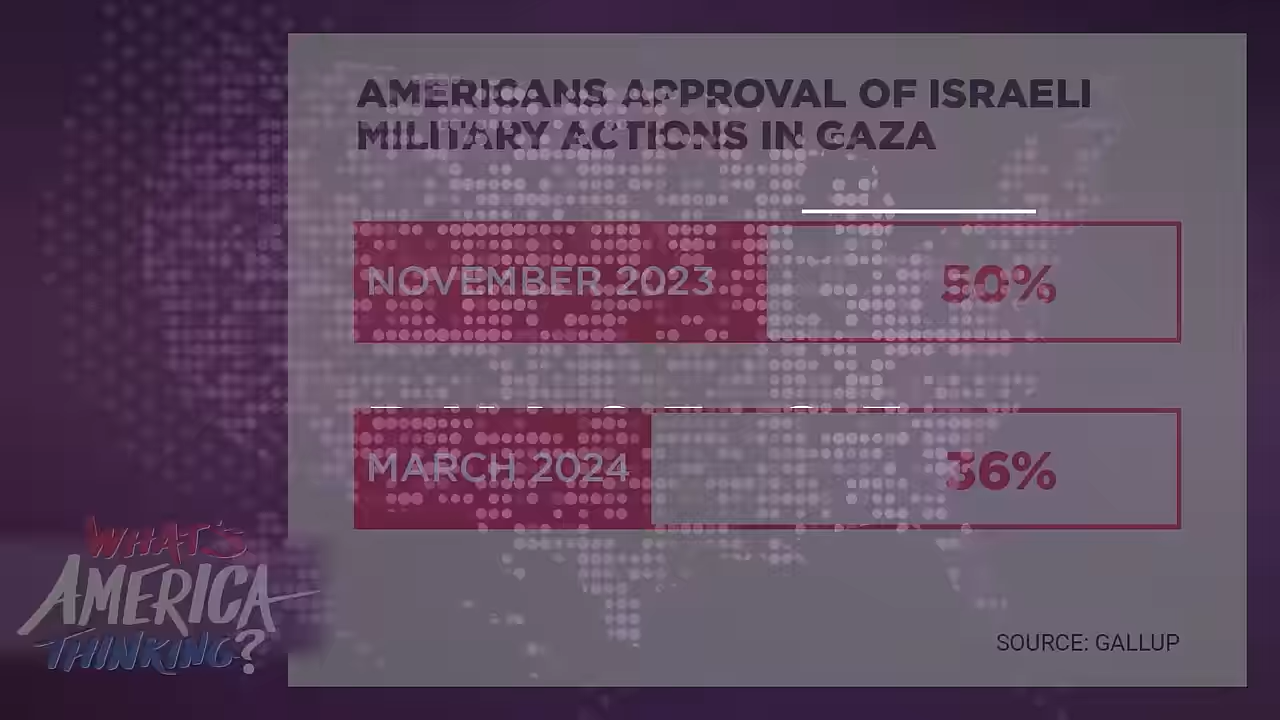 AMERICANS APPROVAL OF ISRAELI
MILITARY ACTIONS IN GAZA
NOVEMBER 2023
50%
MARCH 2024
36%
SOURCE: GALLUP
WHAT'S
AMERICA
THINKING?